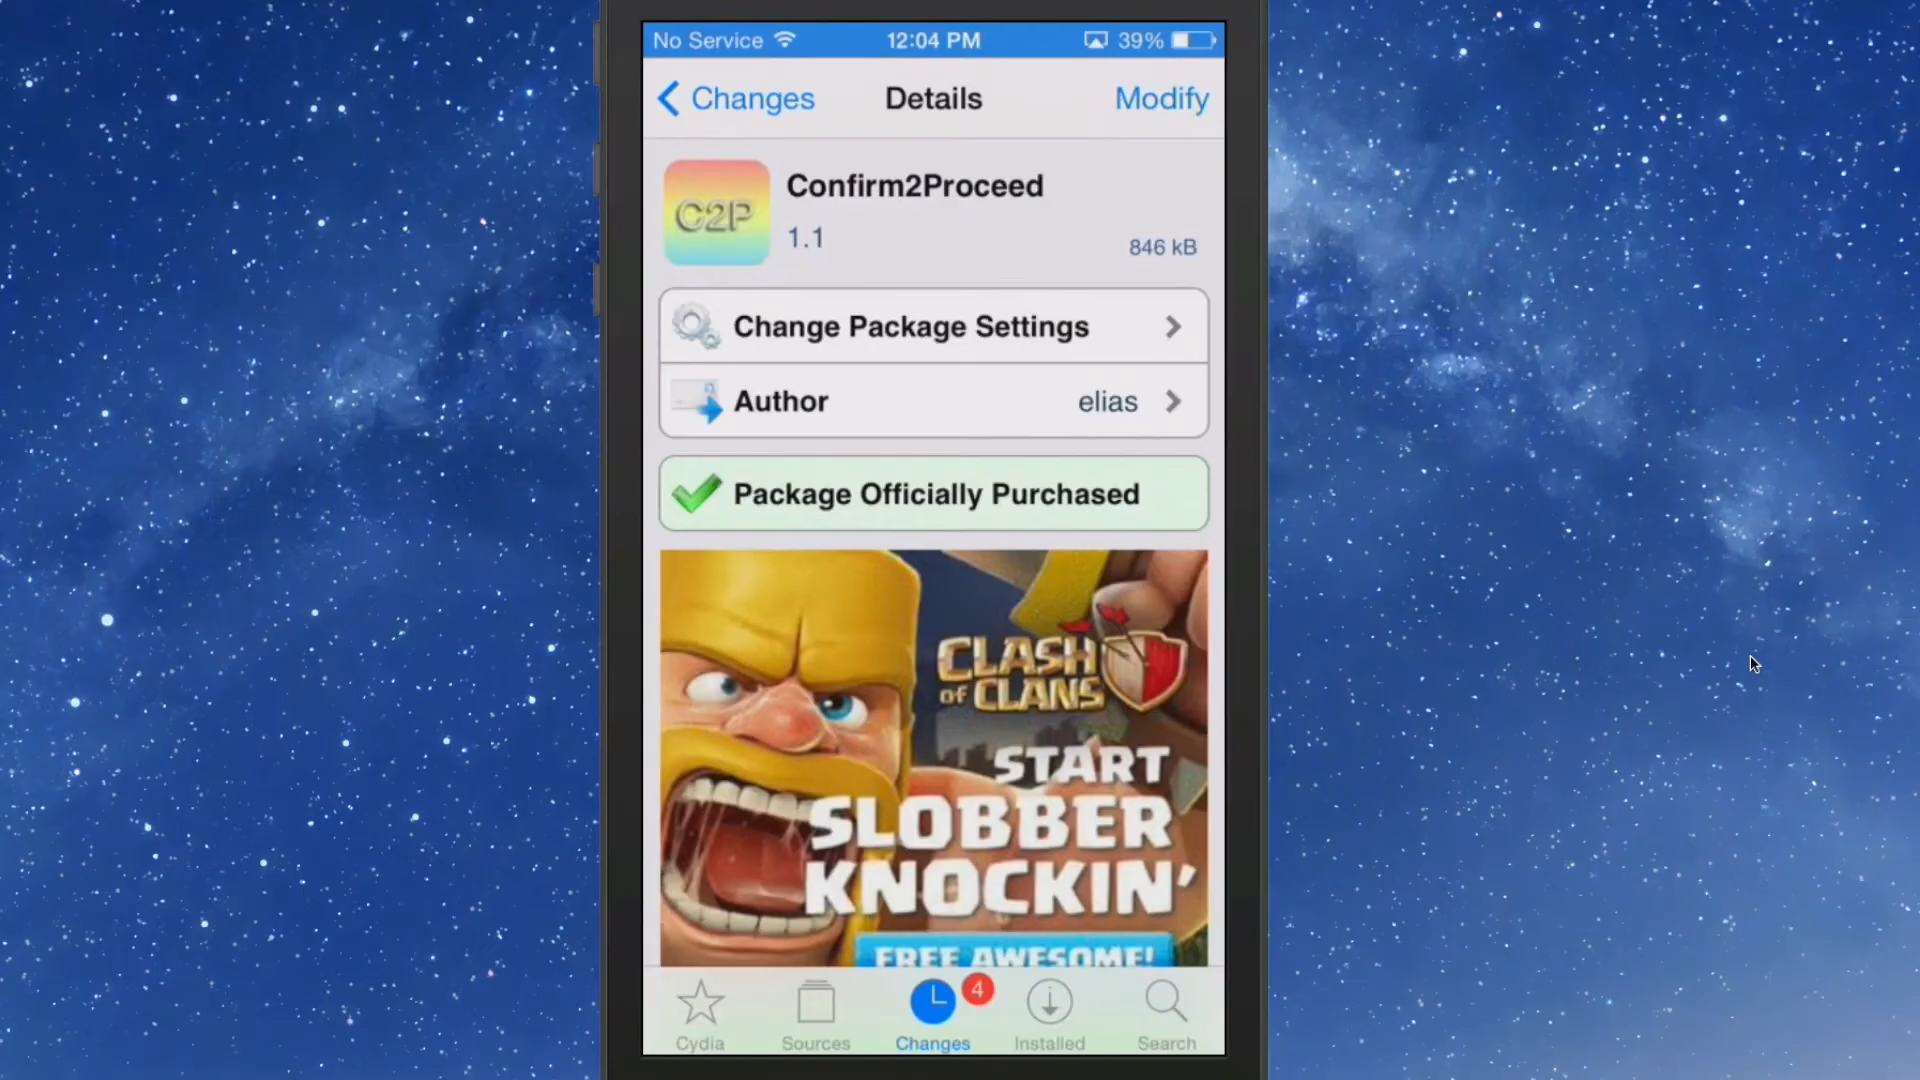 No Service 12:04 PM 39%
Changes Details Modify
C2P
Confirm2Proceed
1.1
846 kB
Change Package Settings
Author elias
Package Officially Purchased
CLASH
OF CLANS
START
SLOBBER
KNOCKIN'
FREE AWESOME!
4
Cydia Sources Changes Installed Search